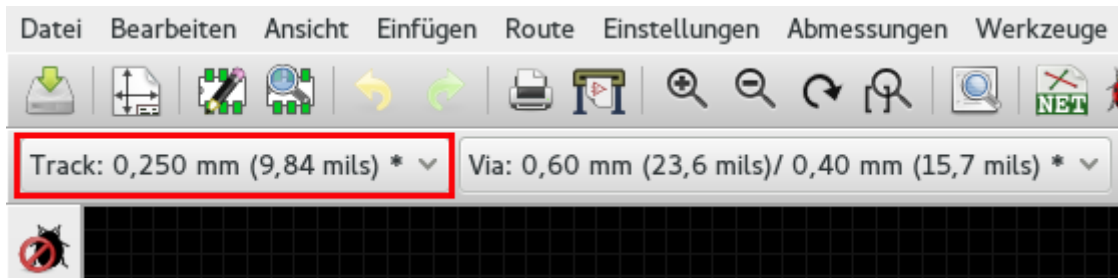 Datei Bearbeiten Ansicht Einfügen Route Einstellungen Abmessungen Werkzeuge
NET
Track: 0,250 mm (9,84 mils) * Via: 0,60 mm (23,6 mils)/ 0,40 mm (15,7 mils) *